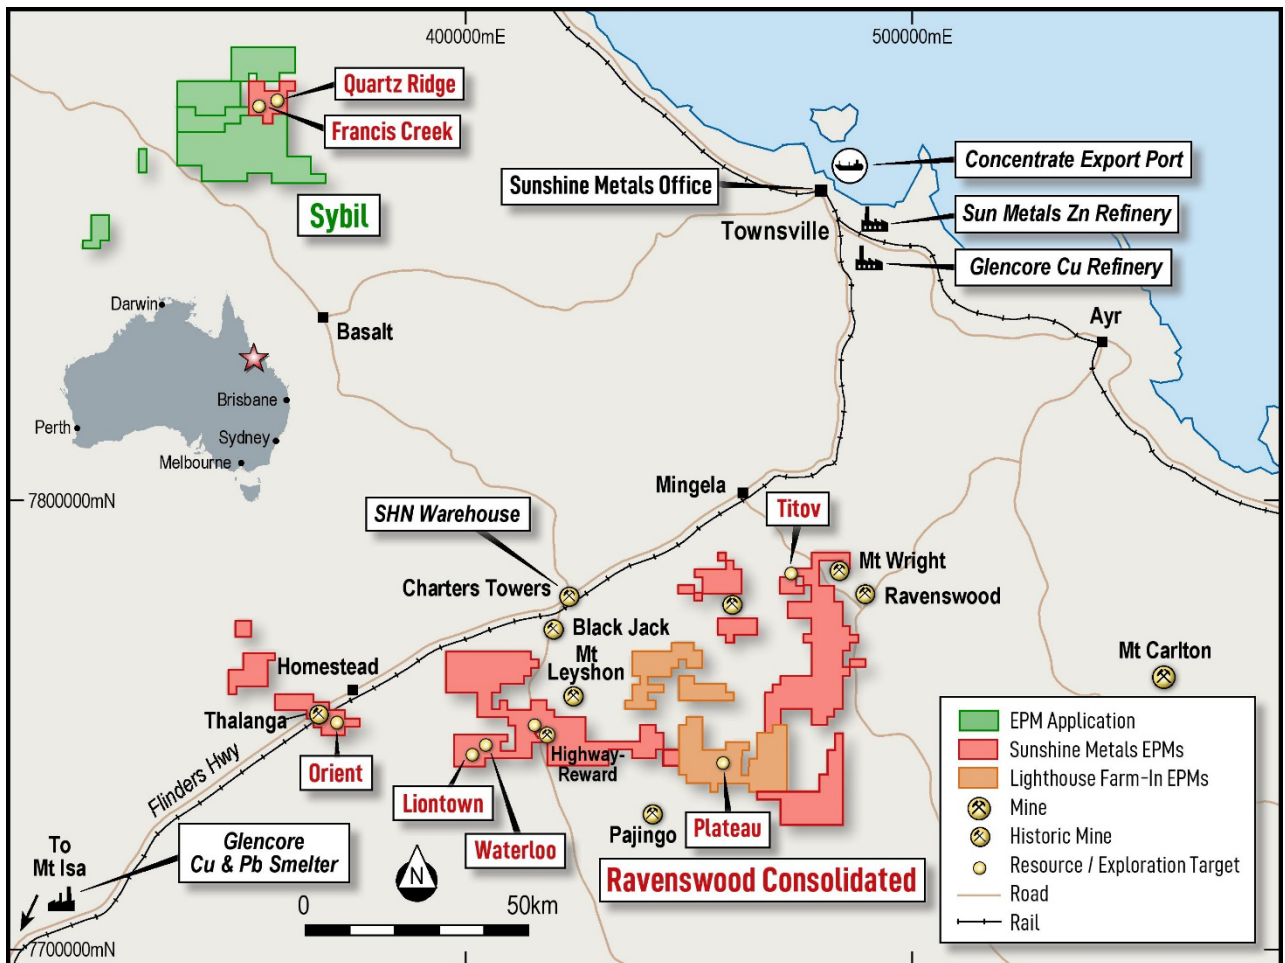 400000mE
500000mE
Quartz Ridge
Francis Creek
Sybil
Sunshine Metals Office
Concentrate Export Port
Sun Metals Zn Refinery
Townsville
Glencore Cu Refinery
Ayr
Basalt
Darwin
Brisbane
Perth
Sydney
Melbourne
7800000mN
Mingela
SHN Warehouse
Titov
Charters Towers
Mt Wright
Ravenswood
Black Jack
Mt
Leyshon
Homestead
Mt Carlton
Thalanga
Orient
Flinders Hwy
Highway-
Reward
Liontown
Waterloo
Pajingo
Plateau
Ravenswood Consolidated
To
Mt Isa
Glencore
Cu & Pb Smelter
N
0
50km
7700000mN
EPM Application
Sunshine Metals EPMs
Lighthouse Farm-In EPMs
Mine
Historic Mine
Resource / Exploration Target
Road
Rail